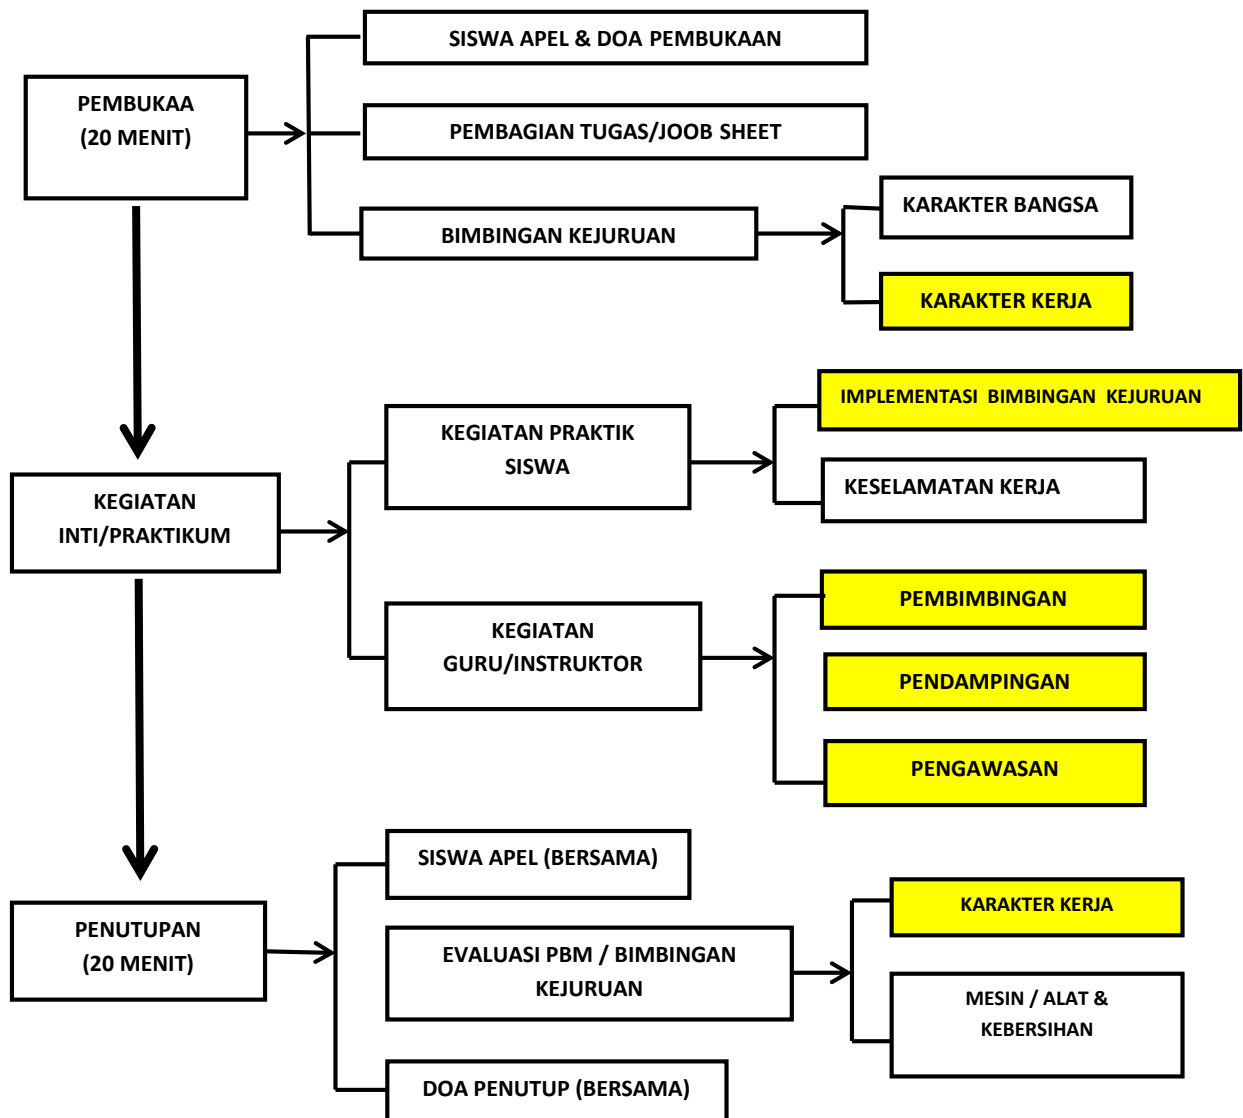 SISWA APEL & DOA PEMBUKAAN
PEMBUKAA
(20 MENIT)
PEMBAGIAN TUGAS/JOOB SHEET
BIMBINGAN KEJURUAN
KARAKTER BANGSA
KARAKTER KERJA
KEGIATAN
INTI/PRAKTIKUM
KEGIATAN PRAKTIK
SISWA
IMPLEMENTASI BIMBINGAN KEJURUAN
KESELAMATAN KERJA
KEGIATAN
GURU/INSTRUKTOR
PEMBIMBINGAN
PENDAMPINGAN
PENGAWASAN
PENUTUPAN
(20 MENIT)
SISWA APEL (BERSAMA)
EVALUASI PBM / BIMBINGAN
KEJURUAN
KARAKTER KERJA
MESIN / ALAT &
KEBERSIHAN
DOA PENUTUP (BERSAMA)